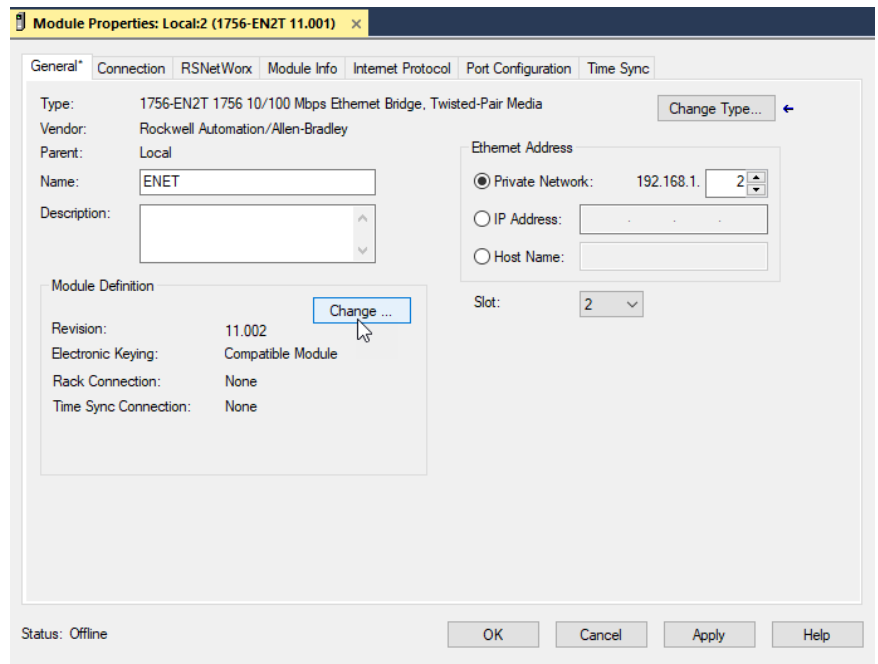 Module Properties: Local:2 (1756-EN2T 11.001) ×
General* Connection RSNetWorx Module Info Internet Protocol Port Configuration Time Sync
Type: 1756-EN2T 1756 10/100 Mbps Ethernet Bridge, Twisted-Pair Media
Change Type...
Vendor: Rockwell Automation/Allen-Bradley
Parent: Local
Name: ENET
Description:
Ethernet Address
Private Network: 192.168.1. 2
IP Address: . . .
Host Name:
Module Definition
Change ...
Revision: 11.002
Electronic Keying: Compatible Module
Rack Connection: None
Time Sync Connection: None
Slot: 2
Status: Offline
OK Cancel Apply Help